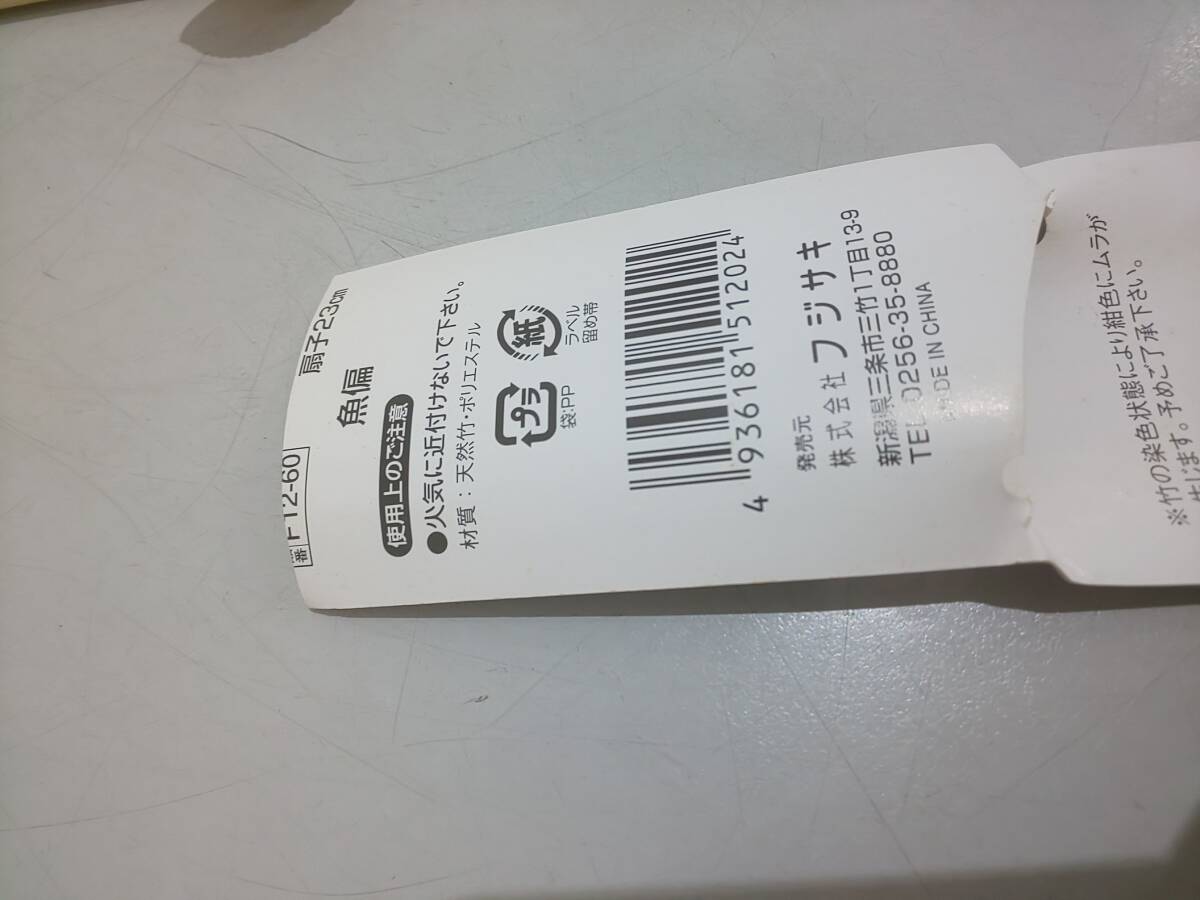 番 F12-60
扇子23cm
魚偏
使用上のご注意
●火気に近付けないで下さい。
材質：天然竹・ポリエステル
プラ
袋:PP
紙
ラベル
留め帯
4 936181 512024
発売元
株式会社フジサキ
新潟県三条市三竹1丁目13-9
TEL 0256-35-8880
MADE IN CHINA
※竹の染色状態により紺色にムラが
生じます。予めご了承下さい。